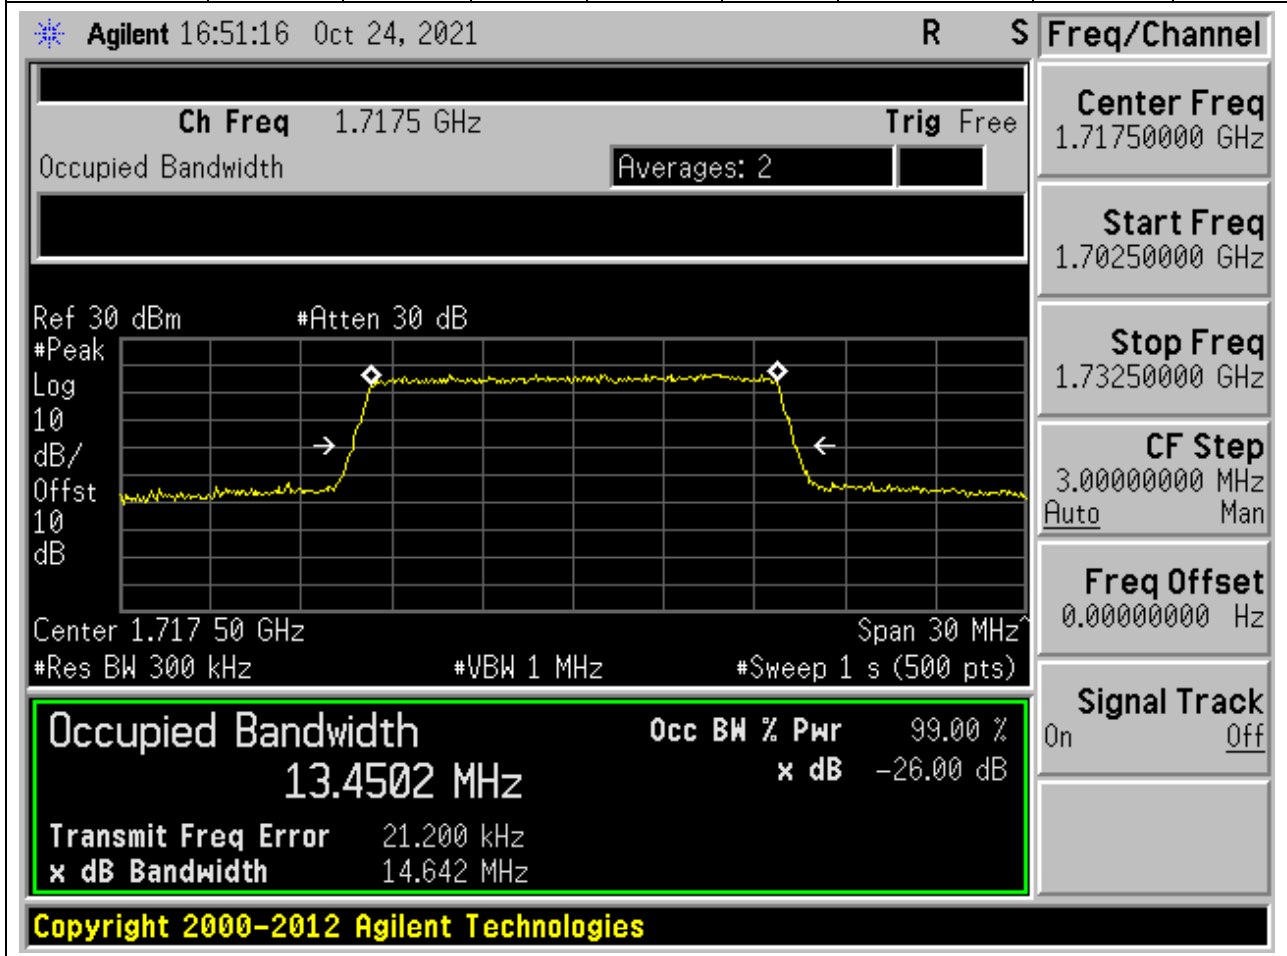 Agilent 16:51:16 Oct 24, 2021 R S
Freq/Channel
Ch Freq 1.7175 GHz Trig Free
Occupied Bandwidth Averages: 2
Center Freq
1.71750000 GHz
Start Freq
1.70250000 GHz
Stop Freq
1.73250000 GHz
CF Step
3.00000000 MHz
Auto Man
Freq Offset
0.00000000 Hz
Signal Track
On Off
Ref 30 dBm #Atten 30 dB
#Peak
Log
10
dB/
Offst
10
dB
Center 1.717 50 GHz Span 30 MHz^
#Res BW 300 kHz #VBW 1 MHz #Sweep 1 s (500 pts)
Occupied Bandwidth
13.4502 MHz
Occ BW % Pwr 99.00 %
x dB -26.00 dB
Transmit Freq Error 21.200 kHz
x dB Bandwidth 14.642 MHz
Copyright 2000-2012 Agilent Technologies